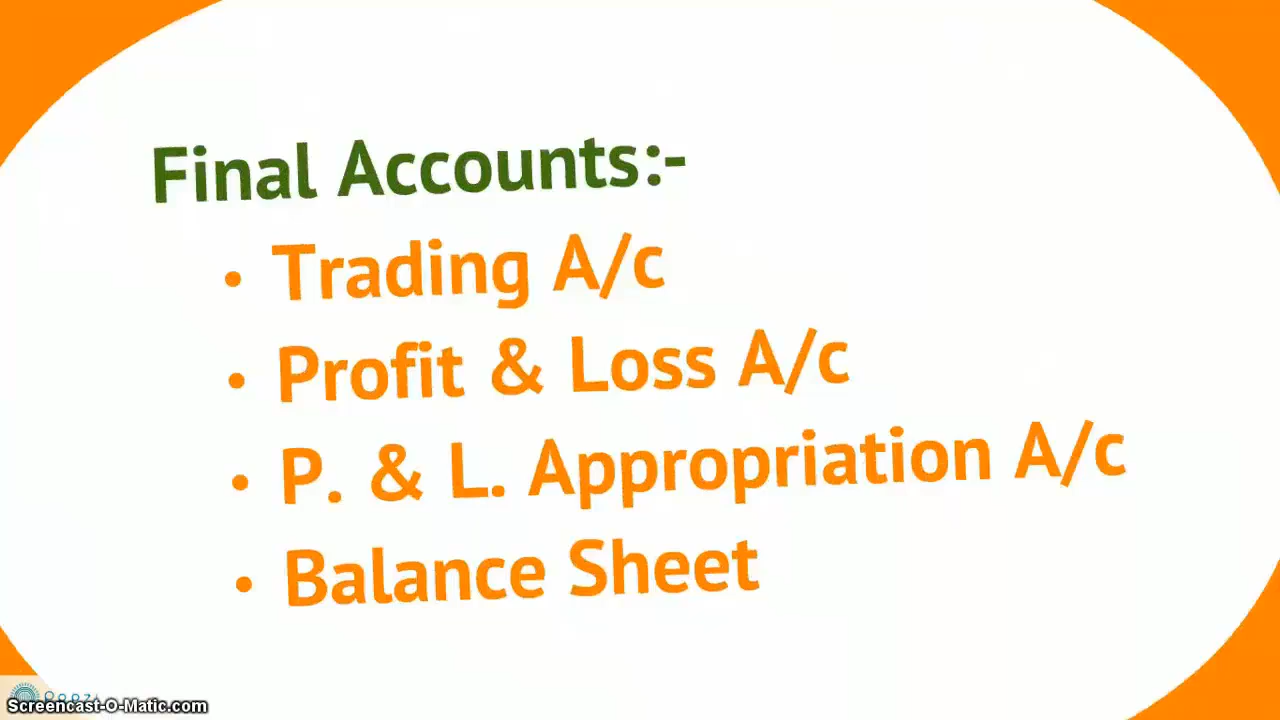 Final Accounts:-
• Trading A/c
• Profit & Loss A/c
• P. & L. Appropriation A/c
• Balance Sheet
Screencast-O-Matic.com